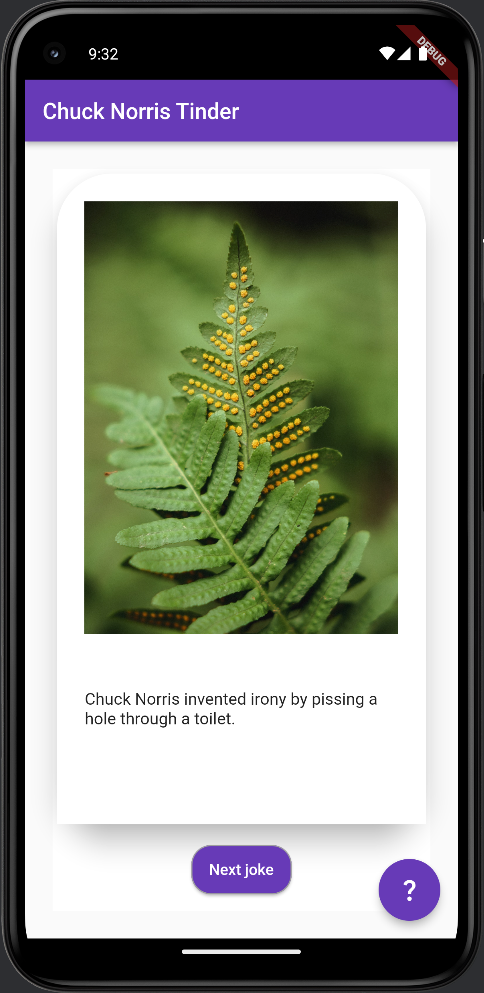 9:32
DEBUG
Chuck Norris Tinder
Chuck Norris invented irony by pissing a
hole through a toilet.
Next joke
?